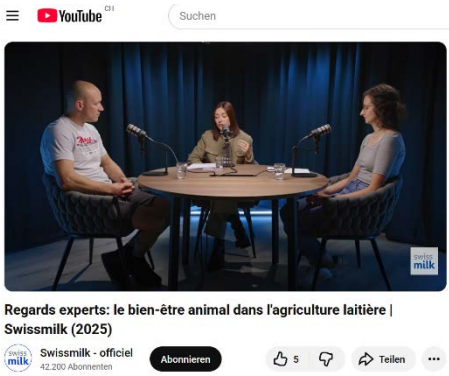 YouTube CH
Suchen
swiss
milk
Regards experts: le bien-être animal dans l'agriculture laitière |
Swissmilk (2025)
swiss
milk
Swissmilk - officiel
42.200 Abonnenten
Abonnieren
5
Teilen